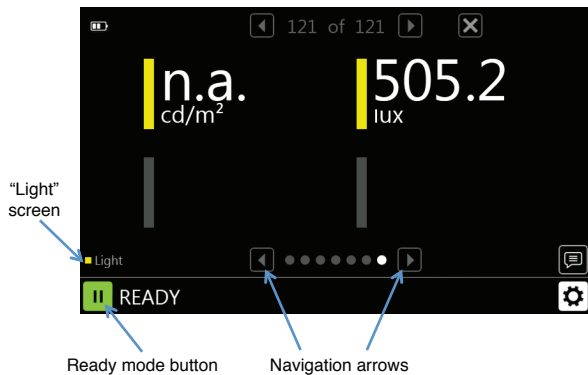 121 of 121
n.a.
cd/m²
505.2
lux
"Light"
screen
Light
READY
Ready mode button
Navigation arrows